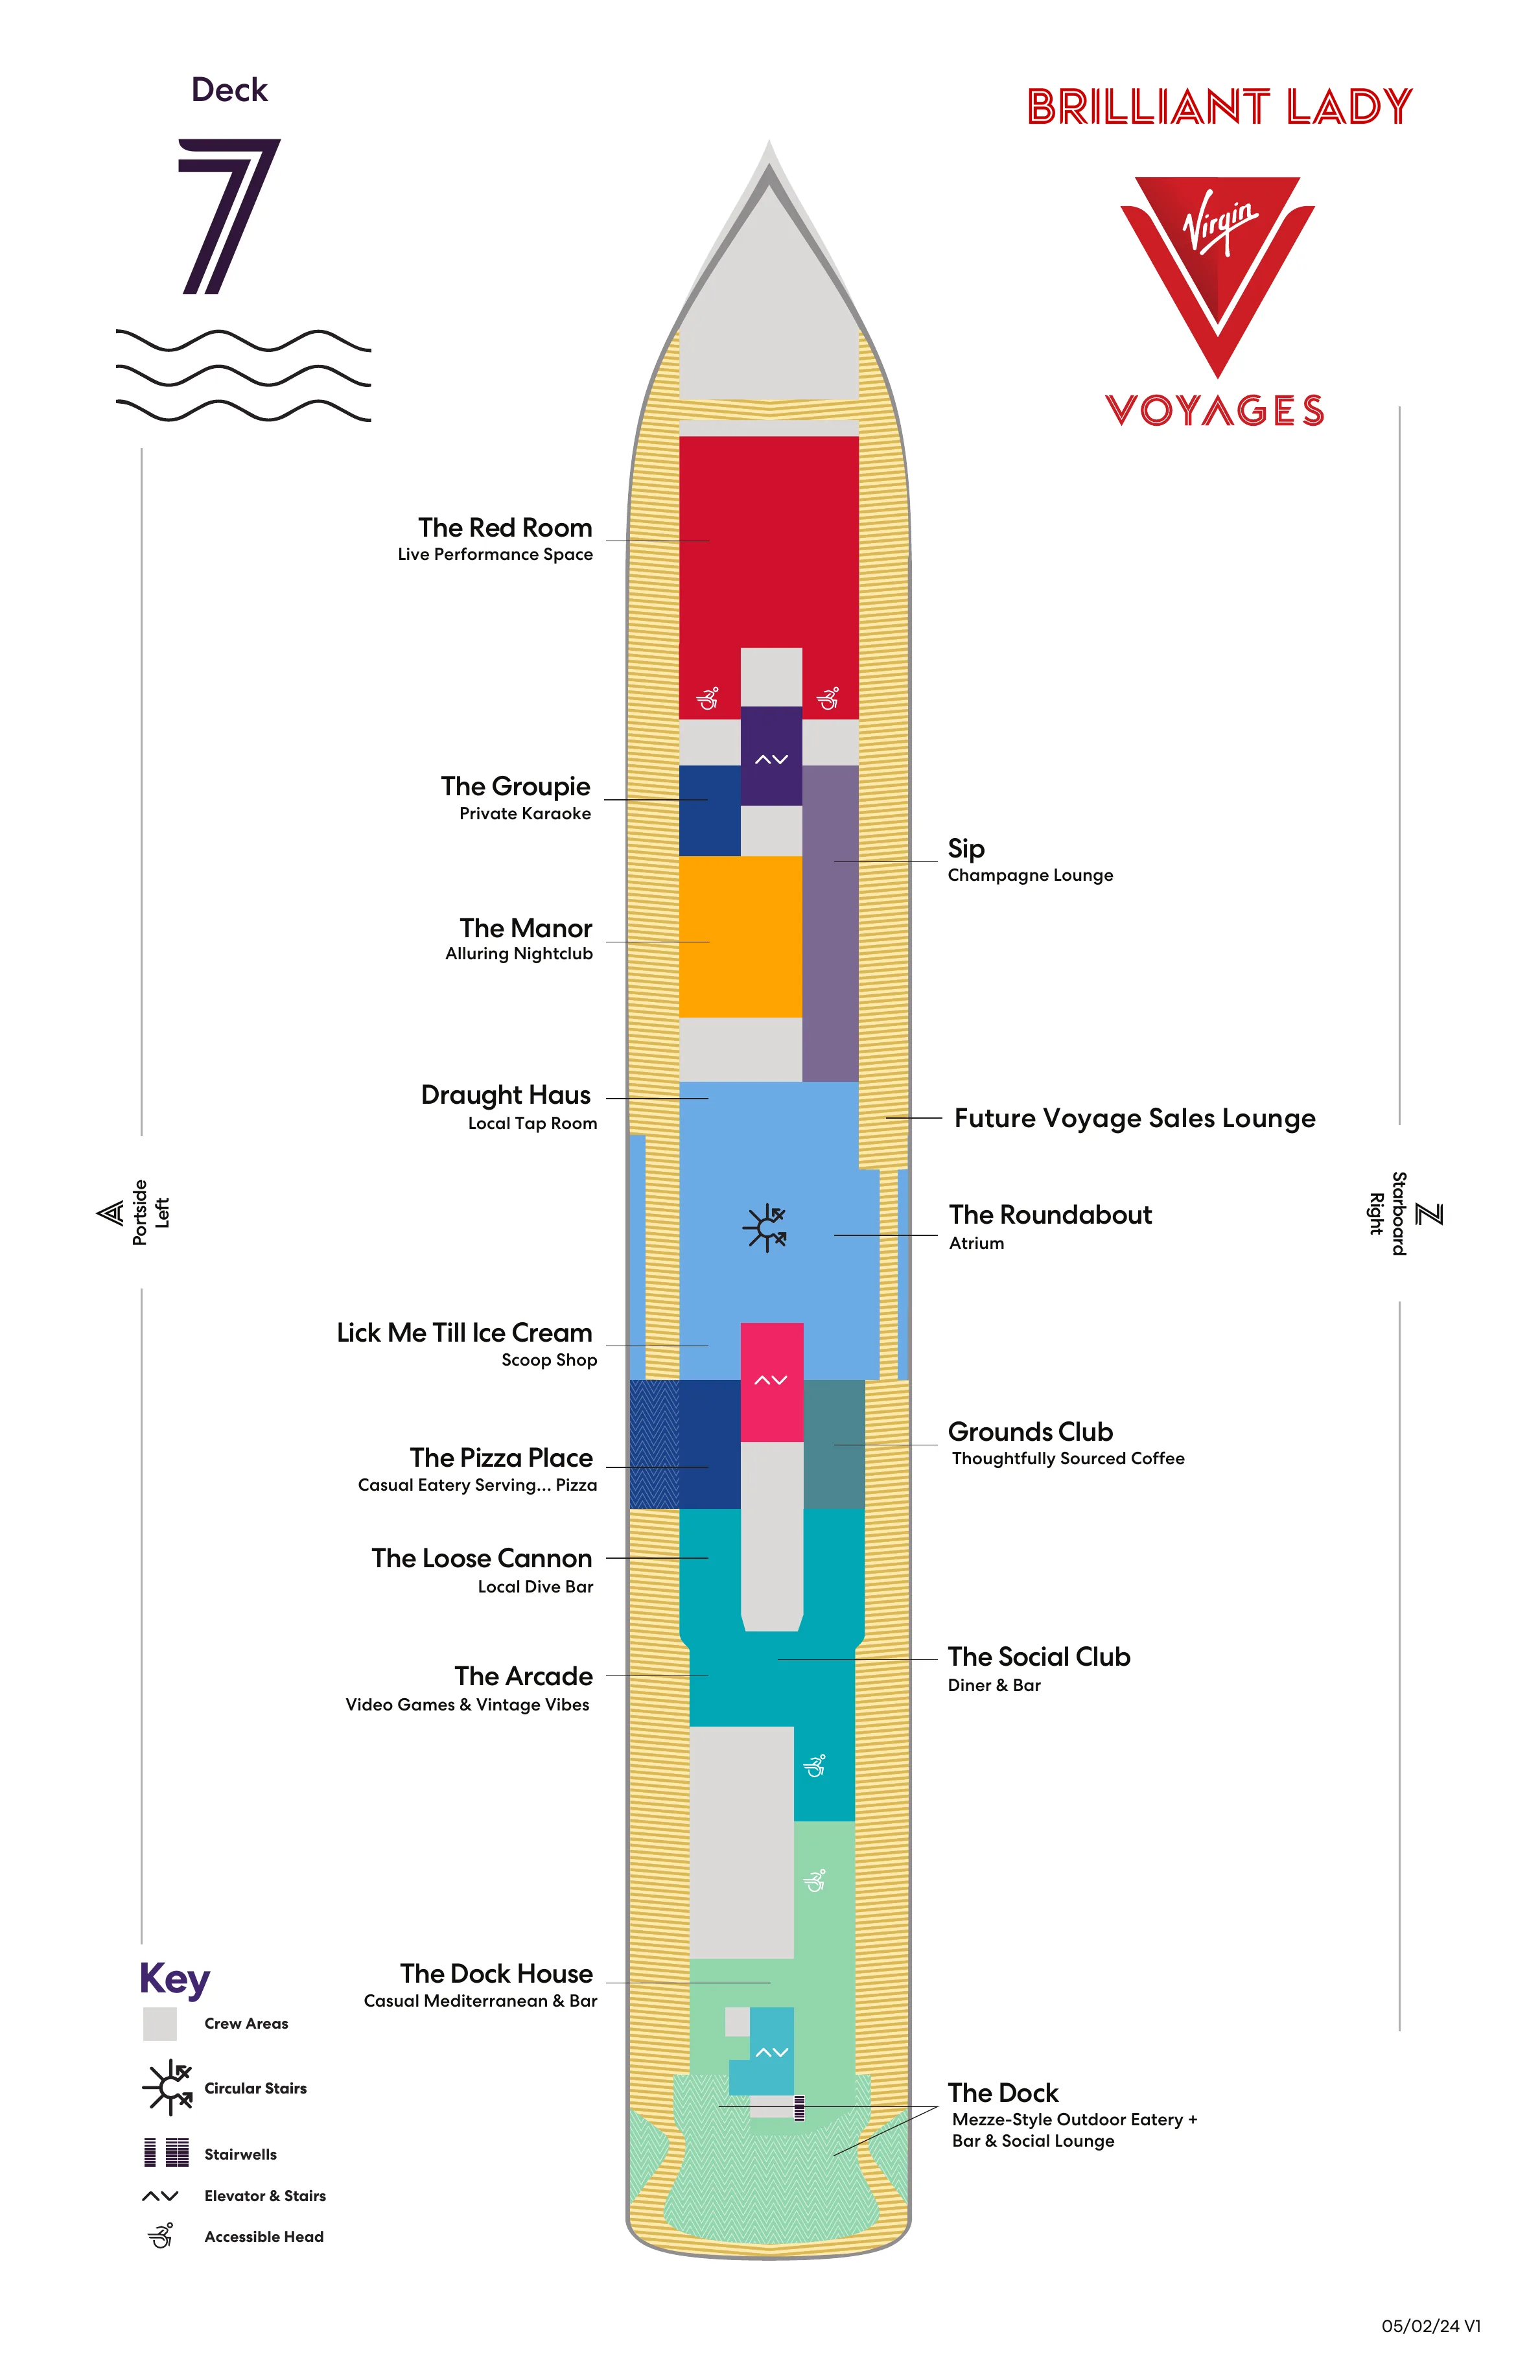 Deck
7
BRILLIANT LADY
Virgin
VOYAGES
The Red Room
Live Performance Space
The Groupie
Private Karaoke
Sip
Champagne Lounge
The Manor
Alluring Nightclub
Draught Haus
Local Tap Room
Future Voyage Sales Lounge
A
Portside
Left
The Roundabout
Atrium
Starboard
Right
Z
Lick Me Till Ice Cream
Scoop Shop
Grounds Club
Thoughtfully Sourced Coffee
The Pizza Place
Casual Eatery Serving... Pizza
The Loose Cannon
Local Dive Bar
The Social Club
Diner & Bar
The Arcade
Video Games & Vintage Vibes
The Dock House
Casual Mediterranean & Bar
The Dock
Mezze-Style Outdoor Eatery +
Bar & Social Lounge
Key
Crew Areas
Circular Stairs
Stairwells
Elevator & Stairs
Accessible Head
05/02/24 V1